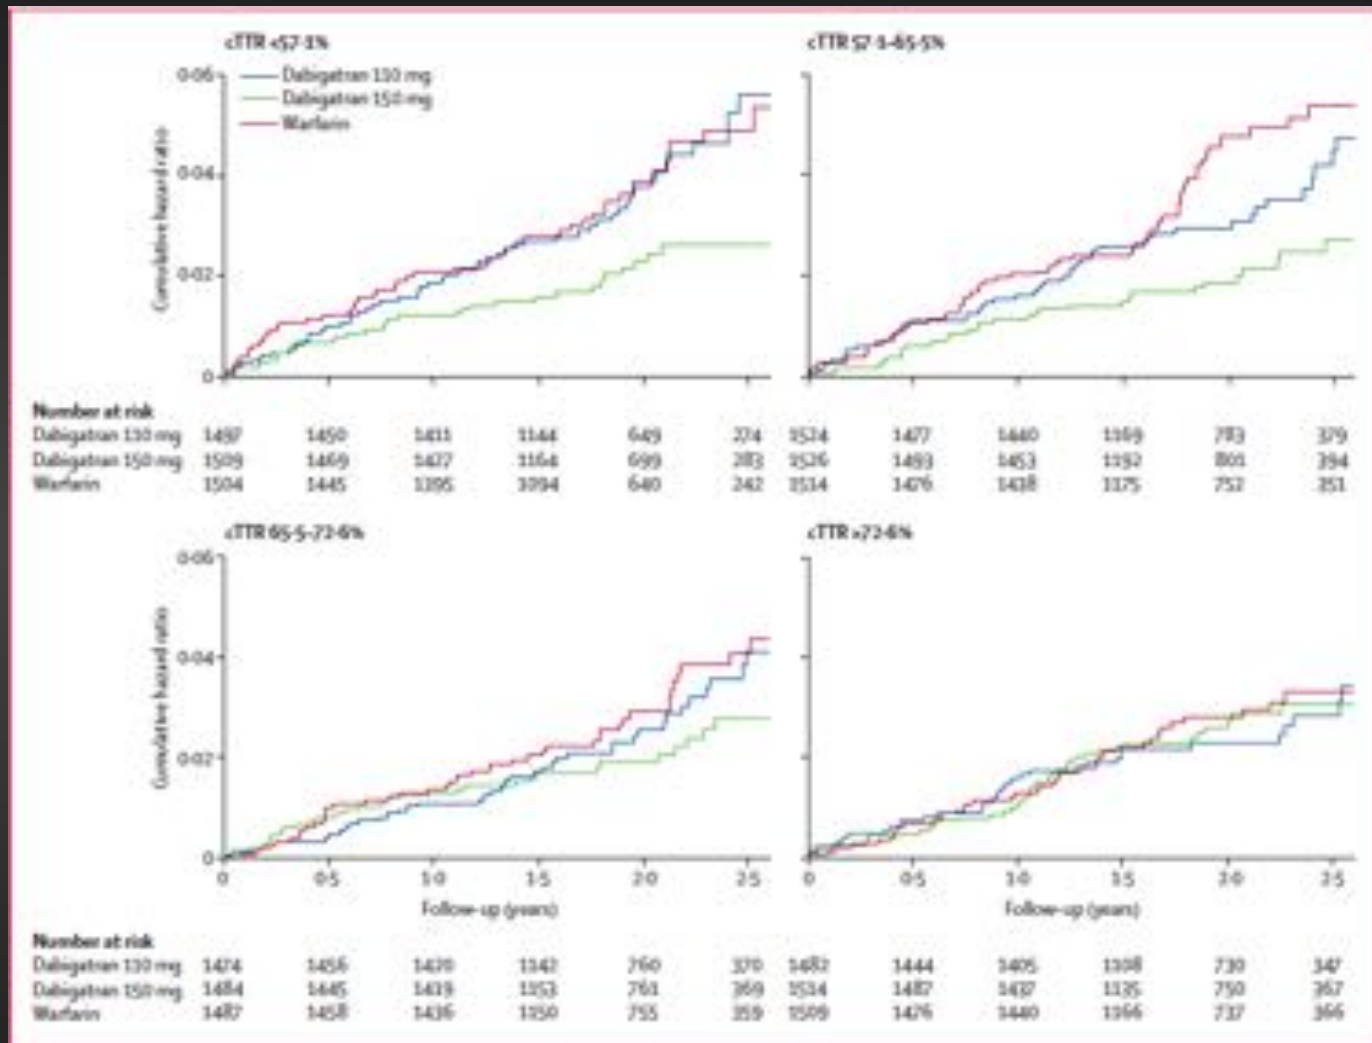 cTTR <57·1%
cTTR 57·1–65·5%
0·06
Dabigatran 110 mg
Dabigatran 150 mg
Warfarin
0·04
0·02
0
Cumulative hazard ratio
Number at risk
Dabigatran 110 mg 1497 1450 1411 1144 649 274 1524 1477 1440 1169 783 379
Dabigatran 150 mg 1509 1469 1427 1164 699 283 1526 1493 1453 1192 801 394
Warfarin 1504 1445 1395 1094 640 242 1514 1476 1438 1175 752 351
cTTR 65·5–72·6%
cTTR >72·6%
0·06
0·04
0·02
0
Cumulative hazard ratio
0 0·5 1·0 1·5 2·0 2·5 0 0·5 1·0 1·5 2·0 2·5
Follow-up (years)
Follow-up (years)
Number at risk
Dabigatran 110 mg 1474 1456 1420 1142 760 370 1482 1444 1405 1108 730 347
Dabigatran 150 mg 1484 1445 1419 1153 761 369 1514 1487 1437 1135 750 367
Warfarin 1487 1458 1436 1150 755 359 1509 1476 1440 1166 737 366